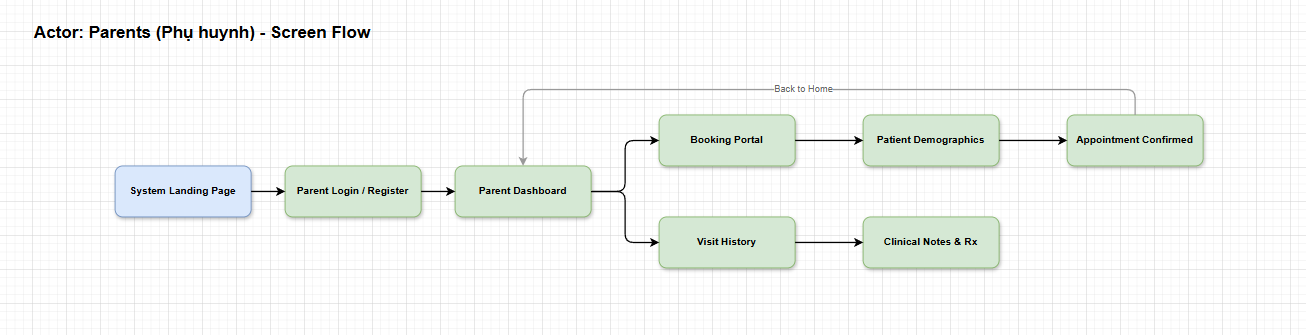 Actor: Parents (Phụ huynh) - Screen Flow
Back to Home
Booking Portal
Patient Demographics
Appointment Confirmed
System Landing Page
Parent Login / Register
Parent Dashboard
Visit History
Clinical Notes & Rx